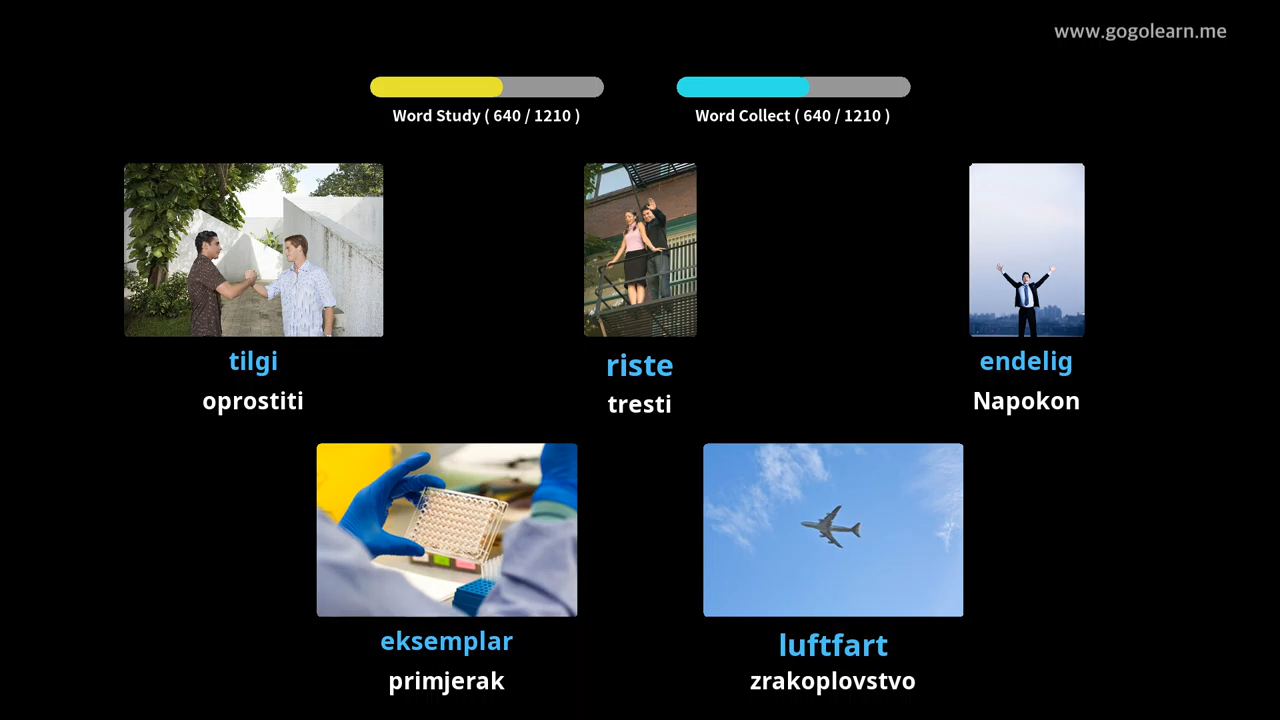 www.gogolearn.me
Word Study ( 640 / 1210 )
Word Collect ( 640 / 1210 )
tilgi
oprostiti
riste
tresti
endelig
Napokon
eksemplar
primjerak
luftfart
zrakoplovstvo